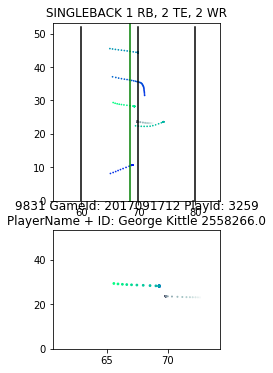 SINGLEBACK 1 RB, 2 TE, 2 WR
50
40
30
20
10
0
60 70 80
9831 GameId: 2017091712 PlayId: 3259
PlayerName + ID: George Kittle 2558266.0
40
20
0
65 70